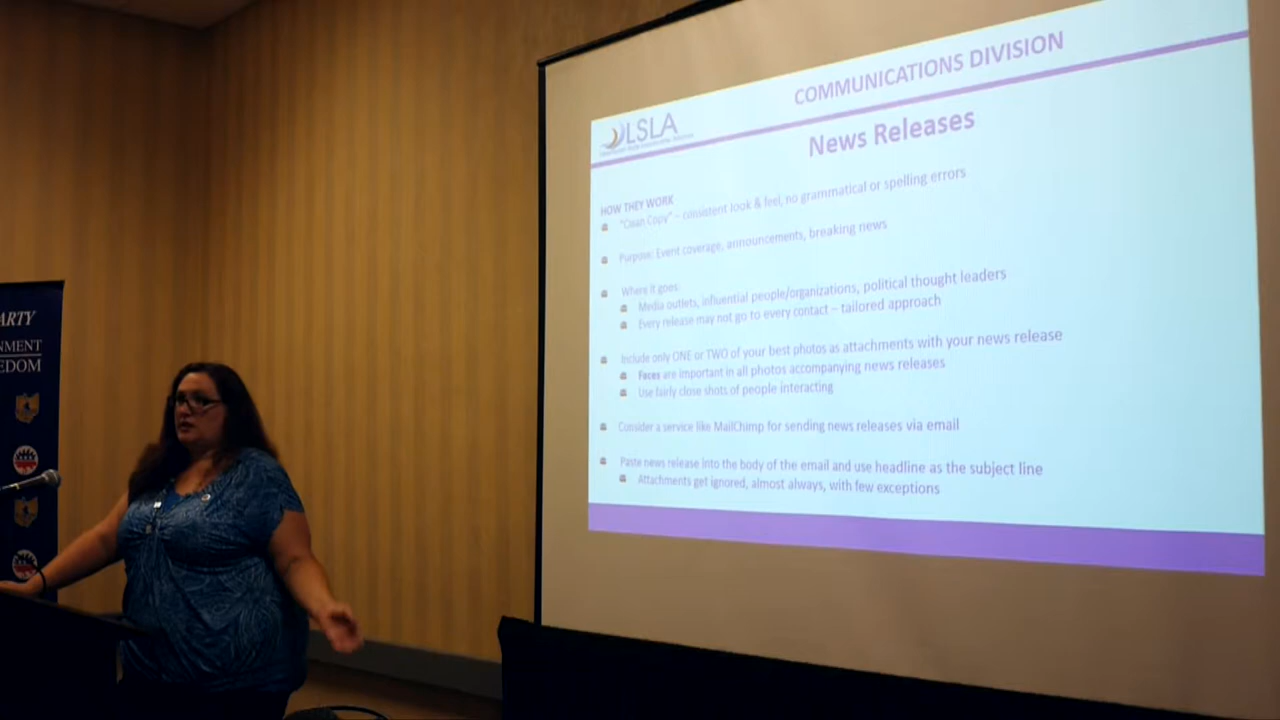 COMMUNICATIONS DIVISION
LSLA
News Releases
HOW THEY WORK
"Clean Copy" – consistent look & feel, no grammatical or spelling errors
Purpose: Event coverage, announcements, breaking news
Where it goes:
Media outlets, influential people/organizations, political thought leaders
Every release may not go to every contact – tailored approach
Include only ONE or TWO of your best photos as attachments with your news release
Faces are important in all photos accompanying news releases
Use fairly close shots of people interacting
Consider a service like MailChimp for sending news releases via email
Paste news release into the body of the email and use headline as the subject line
Attachments get ignored, almost always, with few exceptions
ARTY
NMENT
EDOM